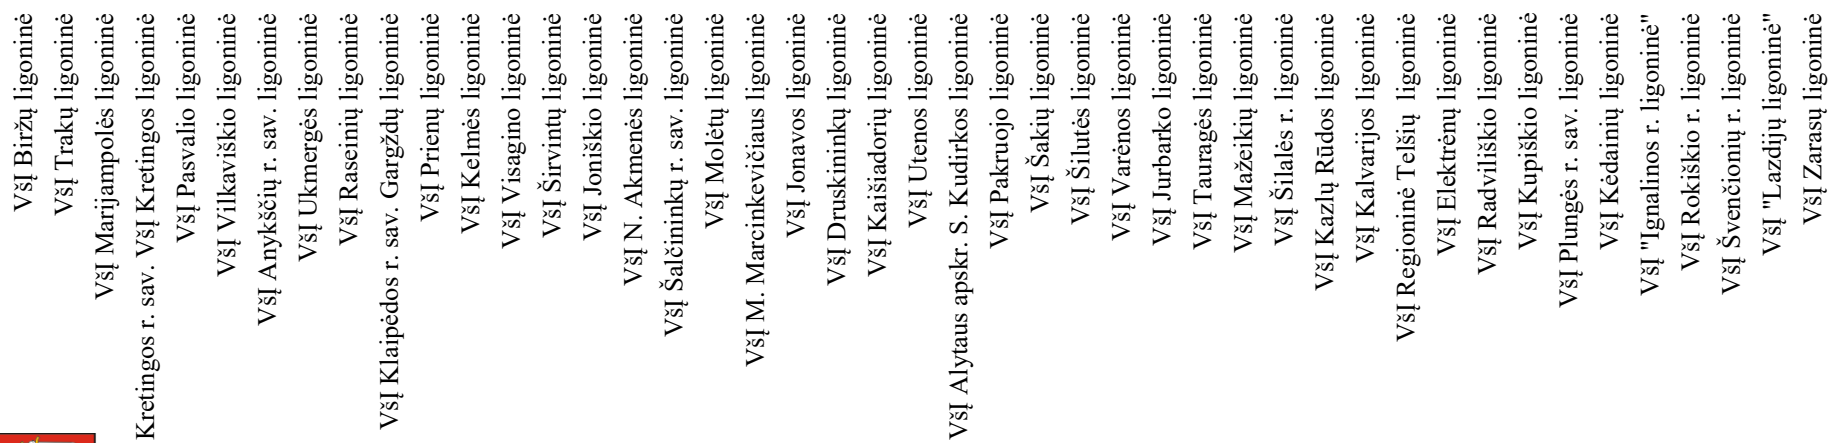 VšĮ Biržų ligoninė
VšĮ Trakų ligoninė
VšĮ Marijampolės ligoninė
Kretingos r. sav. VšĮ Kretingos ligoninė
VšĮ Pasvalio ligoninė
VšĮ Vilkaviškio ligoninė
VšĮ Anykščių r. sav. ligoninė
VšĮ Ukmergės ligoninė
VšĮ Raseinių ligoninė
VšĮ Klaipėdos r. sav. Gargždų ligoninė
VšĮ Prienų ligoninė
VšĮ Kelmės ligoninė
VšĮ Visagino ligoninė
VšĮ Širvintų ligoninė
VšĮ Joniškio ligoninė
VšĮ N. Akmenės ligoninė
VšĮ Šalčininkų r. sav. ligoninė
VšĮ Molėtų ligoninė
VšĮ M. Marcinkevičiaus ligoninė
VšĮ Jonavos ligoninė
VšĮ Druskininkų ligoninė
VšĮ Kaišiadorių ligoninė
VšĮ Utenos ligoninė
VšĮ Alytaus apskr. S. Kudirkos ligoninė
VšĮ Pakruojo ligoninė
VšĮ Šakių ligoninė
VšĮ Šilutės ligoninė
VšĮ Varėnos ligoninė
VšĮ Jurbarko ligoninė
VšĮ Tauragės ligoninė
VšĮ Mažeikių ligoninė
VšĮ Šilalės r. ligoninė
VšĮ Kazlų Rūdos ligoninė
VšĮ Kalvarijos ligoninė
VšĮ Regioninė Telšių ligoninė
VšĮ Elektrėnų ligoninė
VšĮ Radviliškio ligoninė
VšĮ Kupiškio ligoninė
VšĮ Plungės r. sav. ligoninė
VšĮ Kėdainių ligoninė
VšĮ "Ignalinos r. ligoninė"
VšĮ Rokiškio r. ligoninė
VšĮ Švenčionių r. ligoninė
VšĮ "Lazdijų ligoninė"
VšĮ Zarasų ligoninė